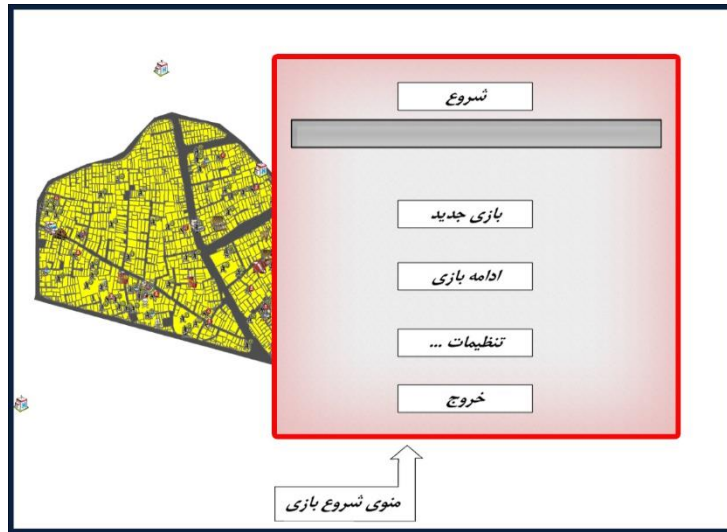 شروع
بازی جدید
ادامه بازی
تنظیمات ...
خروج
منوی شروع بازی